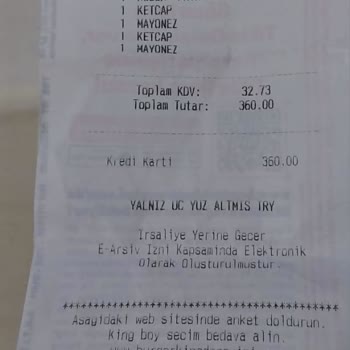 1 KETCAP
1 MAYONEZ
1 KETCAP
1 MAYONEZ
Toplam KDV: 32.73
Toplam Tutar: 360.00
Kredi Karti 360.00
YALNIZ UC YUZ ALTMIS TRY
Irsaliye Yerine Gecer
E-Arsiv Izni Kapsaminda Elektronik
Olarak Olusturulmustur.
Asagidaki web sitesinde anket doldurun.
King boy secim bedava alin.